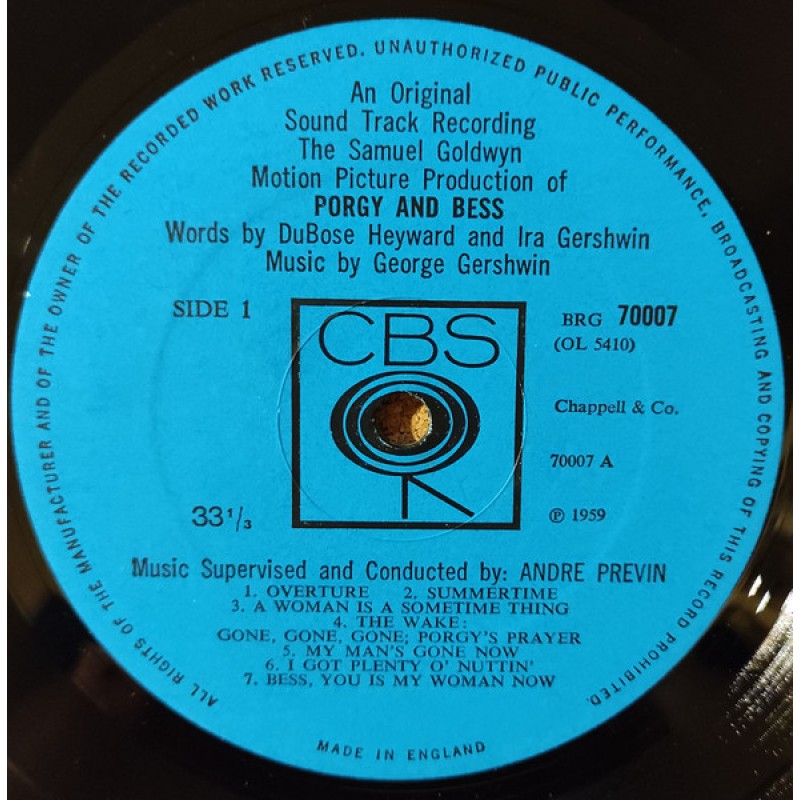 ALL RIGHTS OF THE MANUFACTURER AND OF THE OWNER OF THE RECORDED WORK RESERVED. UNAUTHORIZED PUBLIC PERFORMANCE, BROADCASTING AND COPYING OF THIS RECORD PROHIBITED.
An Original
Sound Track Recording
The Samuel Goldwyn
Motion Picture Production of
PORGY AND BESS
Words by DuBose Heyward and Ira Gershwin
Music by George Gershwin
SIDE 1
CBS
BRG 70007
(OL 5410)
Chappell & Co.
70007 A
33⅓
℗ 1959
Music Supervised and Conducted by: ANDRE PREVIN
1. OVERTURE 2. SUMMERTIME
3. A WOMAN IS A SOMETIME THING
4. THE WAKE:
GONE, GONE, GONE; PORGY'S PRAYER
5. MY MAN'S GONE NOW
6. I GOT PLENTY O' NUTTIN'
7. BESS, YOU IS MY WOMAN NOW
MADE IN ENGLAND